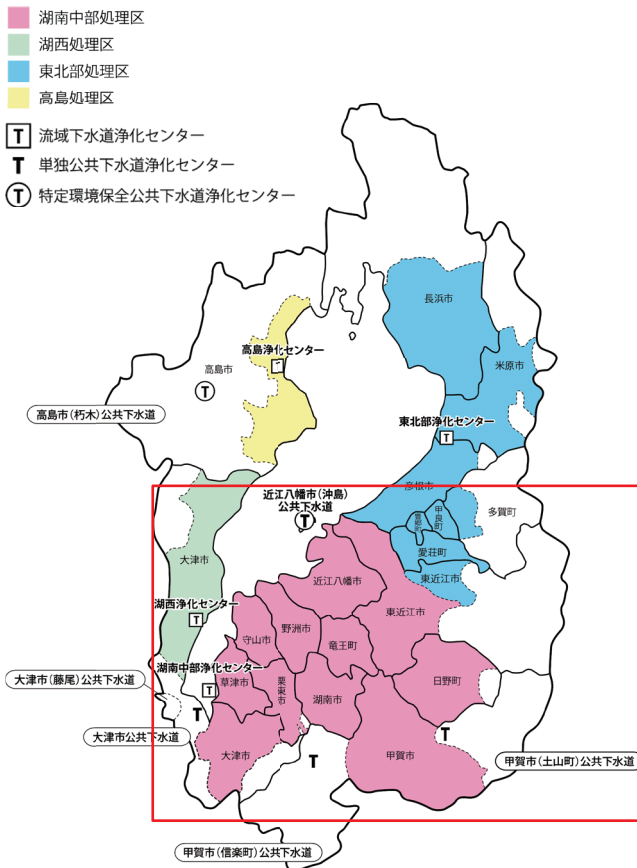 湖南中部処理区
湖西処理区
東北部処理区
高島処理区
T 流域下水道浄化センター
T 単独公共下水道浄化センター
T 特定環境保全公共下水道浄化センター
長浜市
高島浄化センター
米原市
高島市
T
高島市(朽木)公共下水道
東北部浄化センター
T
彦根市
近江八幡市(沖島)
公共下水道
T
多賀町
甲良町
豊郷町
大津市
愛荘町
近江八幡市
東近江市
湖西浄化センター
T
東近江市
守山市
野洲市
竜王町
湖南中部浄化センター
T
草津市
栗東市
湖南市
日野町
大津市(藤尾)公共下水道
T
大津市公共下水道
大津市
T
甲賀市
T
甲賀市(土山町)公共下水道
甲賀市(信楽町)公共下水道